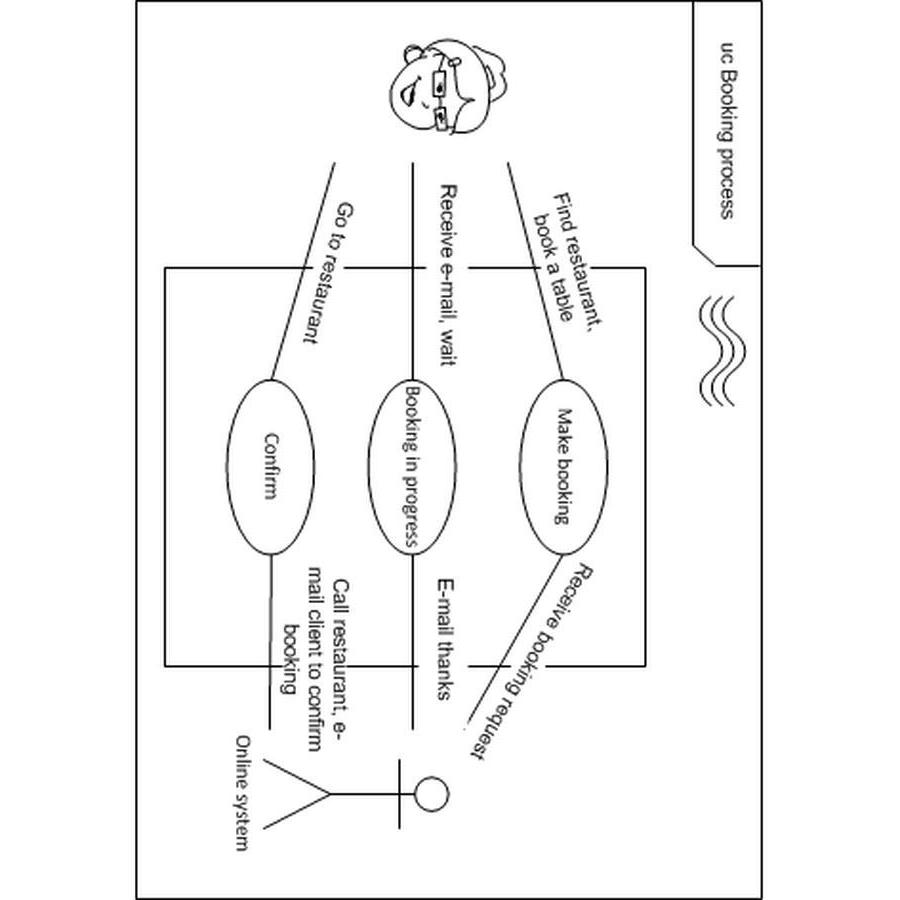 uc Booking process
Find restaurant,
book a table
Make booking
Receive booking request
Receive e-mail, wait
Booking in progress
E-mail thanks
Go to restaurant
Confirm
Call restaurant, e-
mail client to confirm
booking
Online system